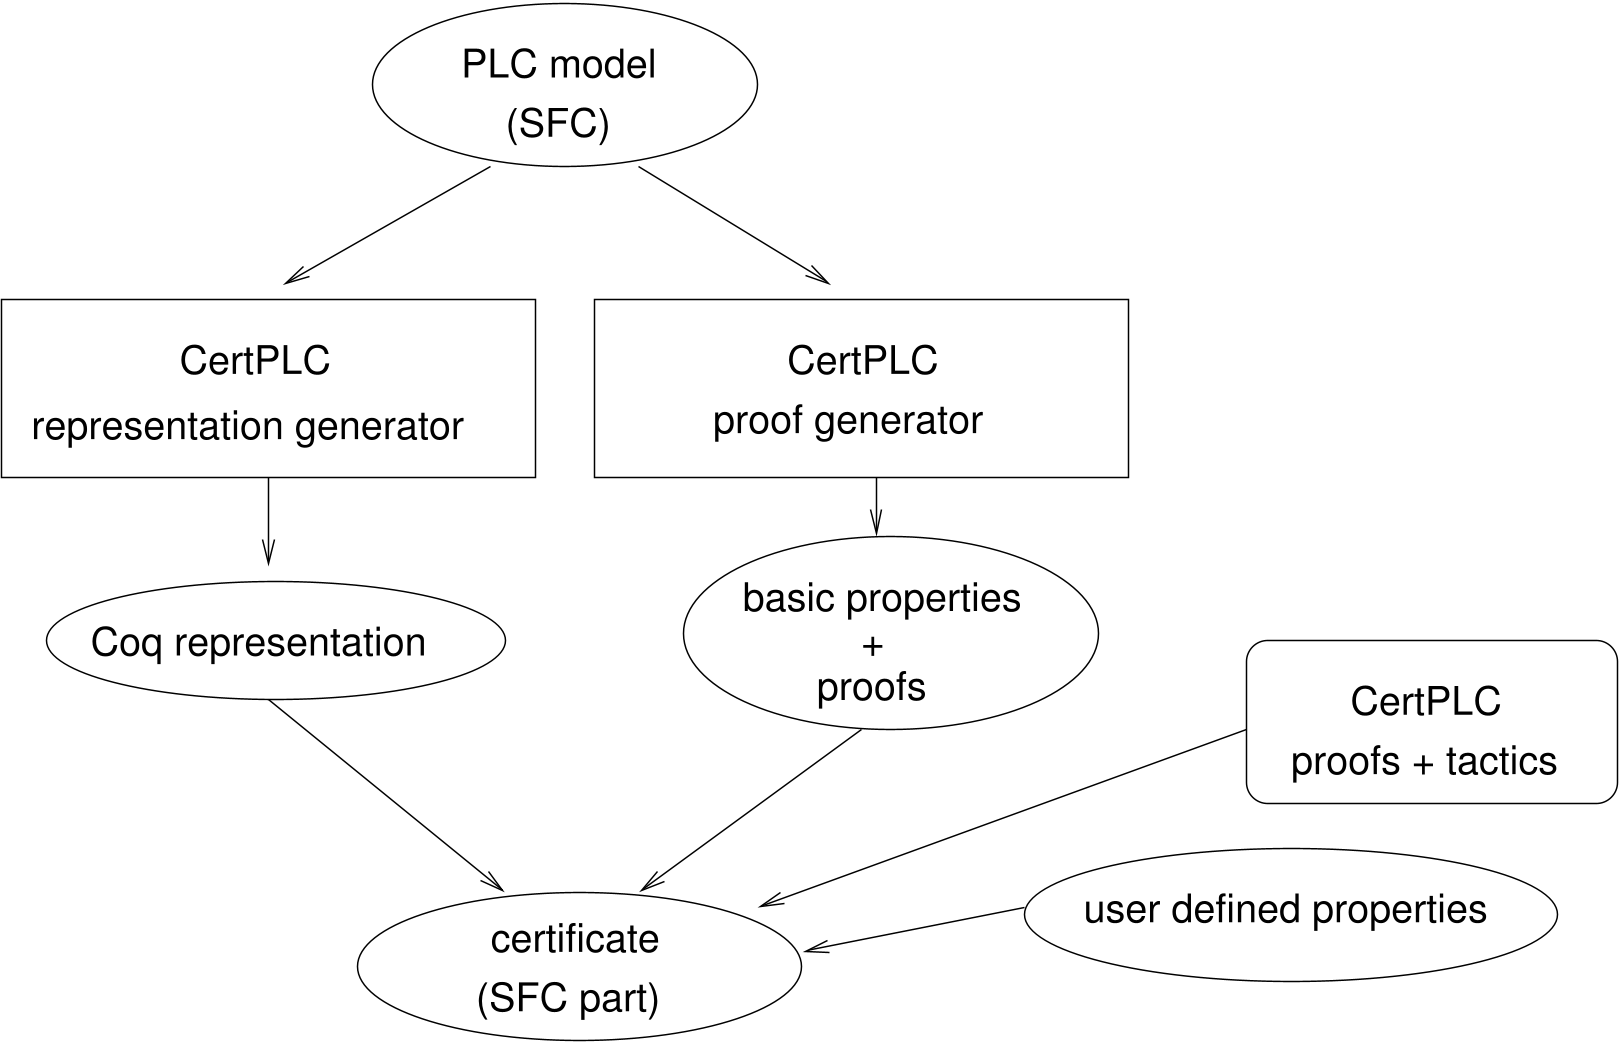 PLC model
(SFC)
CertPLC
representation generator
CertPLC
proof generator
Coq representation
basic properties
+
proofs
CertPLC
proofs + tactics
user defined properties
certificate
(SFC part)